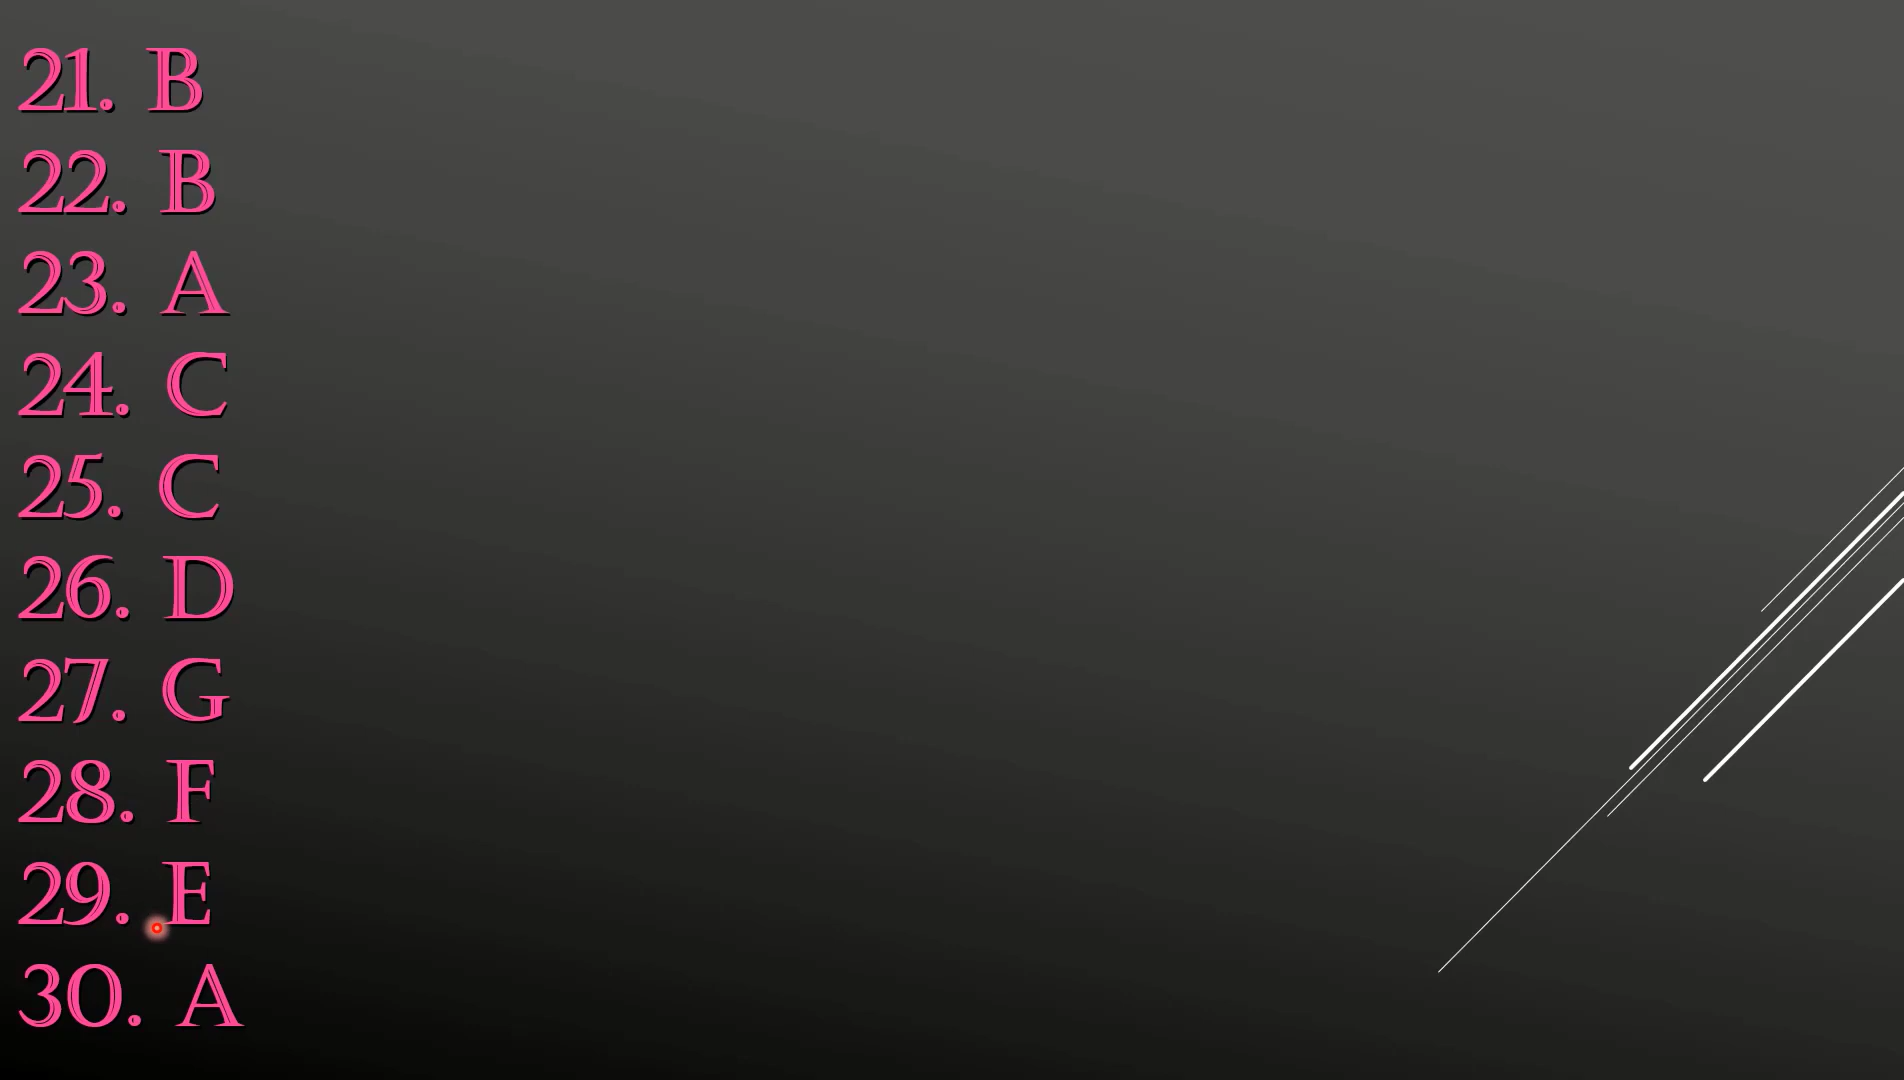 21. B
22. B
23. A
24. C
25. C
26. D
27. G
28. F
29. E
30. A